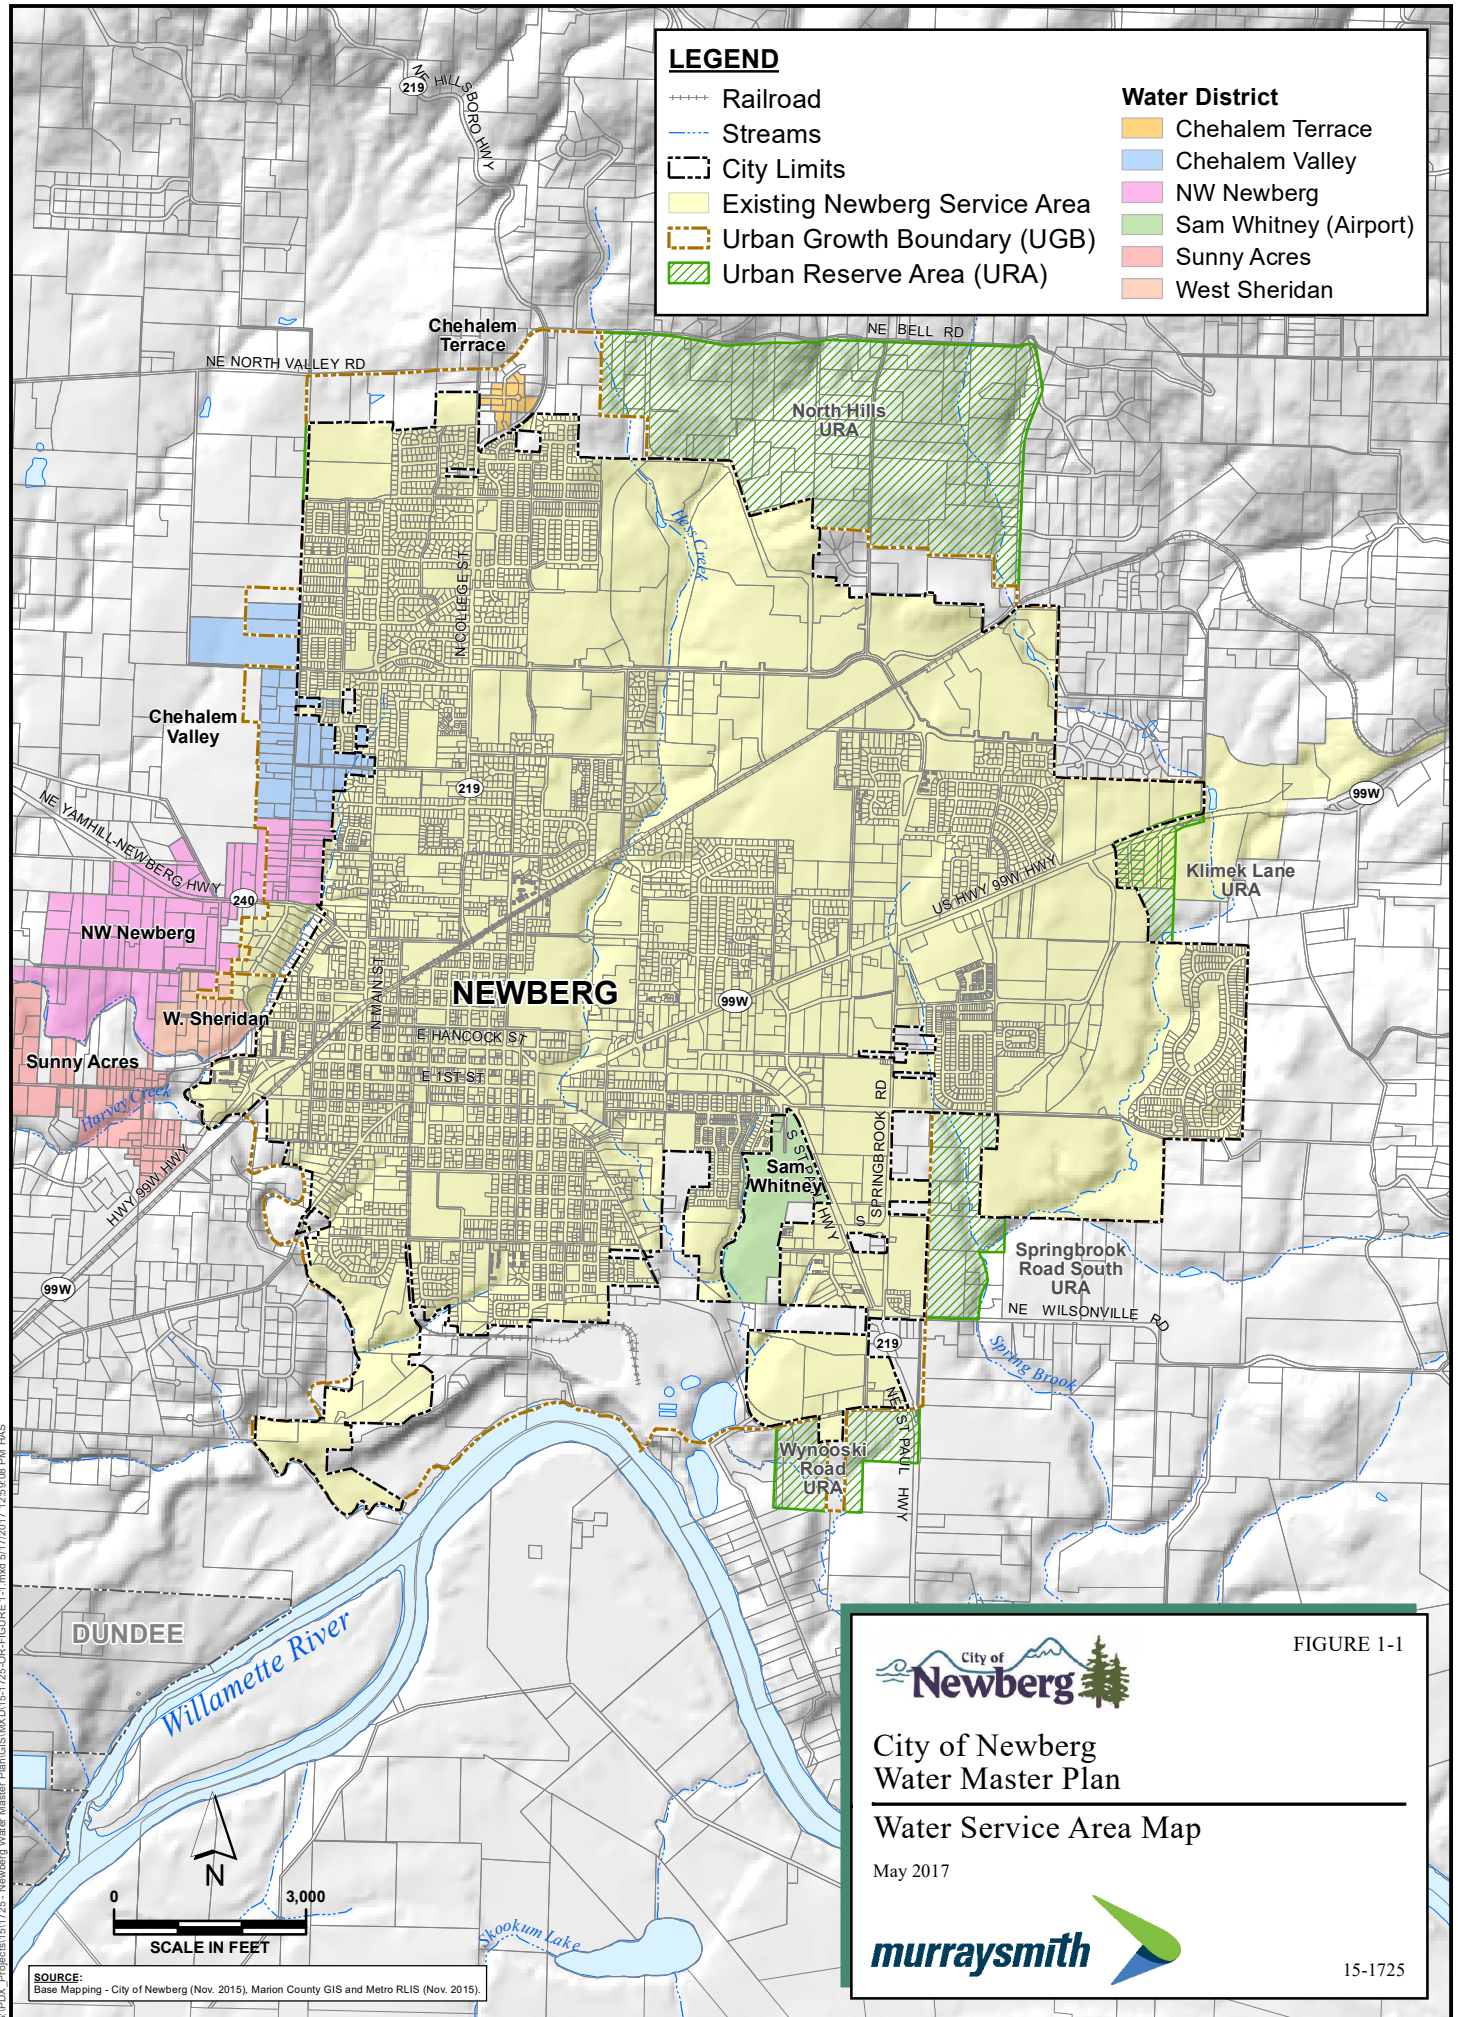 LEGEND
Railroad
Streams
City Limits
Existing Newberg Service Area
Urban Growth Boundary (UGB)
Urban Reserve Area (URA)
Water District
Chehalem Terrace
Chehalem Valley
NW Newberg
Sam Whitney (Airport)
Sunny Acres
West Sheridan
NE HILLSBORO HWY
219
Chehalem
Terrace
NE NORTH VALLEY RD
NE BELL RD
North Hills
URA
Hess Creek
N COLLEGE ST
Chehalem
Valley
219
99W
NE YAMHILL-NEWBERG HWY
240
US HWY 99W HWY
Klimek Lane
URA
NW Newberg
N MAIN ST
NEWBERG
99W
W. Sheridan
E HANCOCK ST
Sunny Acres
E 1ST ST
Harvey Creek
HWY 99W HWY
S ST PAUL HWY
Sam
Whitney
S SPRINGBROOK RD
Springbrook
Road South
URA
99W
NE WILSONVILLE RD
219
Spring Brook
NE ST PAUL HWY
Wynooski
Road
URA
DUNDEE
Willamette River
Skookum Lake
N
0 3,000
SCALE IN FEET
SOURCE:
Base Mapping - City of Newberg (Nov. 2015), Marion County GIS and Metro RLIS (Nov. 2015).
FIGURE 1-1
City of
Newberg
City of Newberg
Water Master Plan
Water Service Area Map
May 2017
murraysmith
15-1725